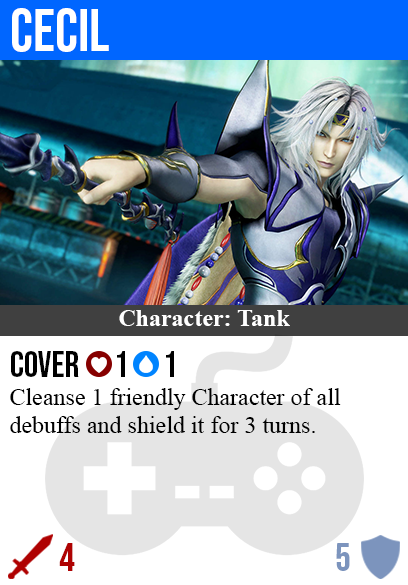 CECIL
Character: Tank
COVER 1 1
Cleanse 1 friendly Character of all
debuffs and shield it for 3 turns.
4 5